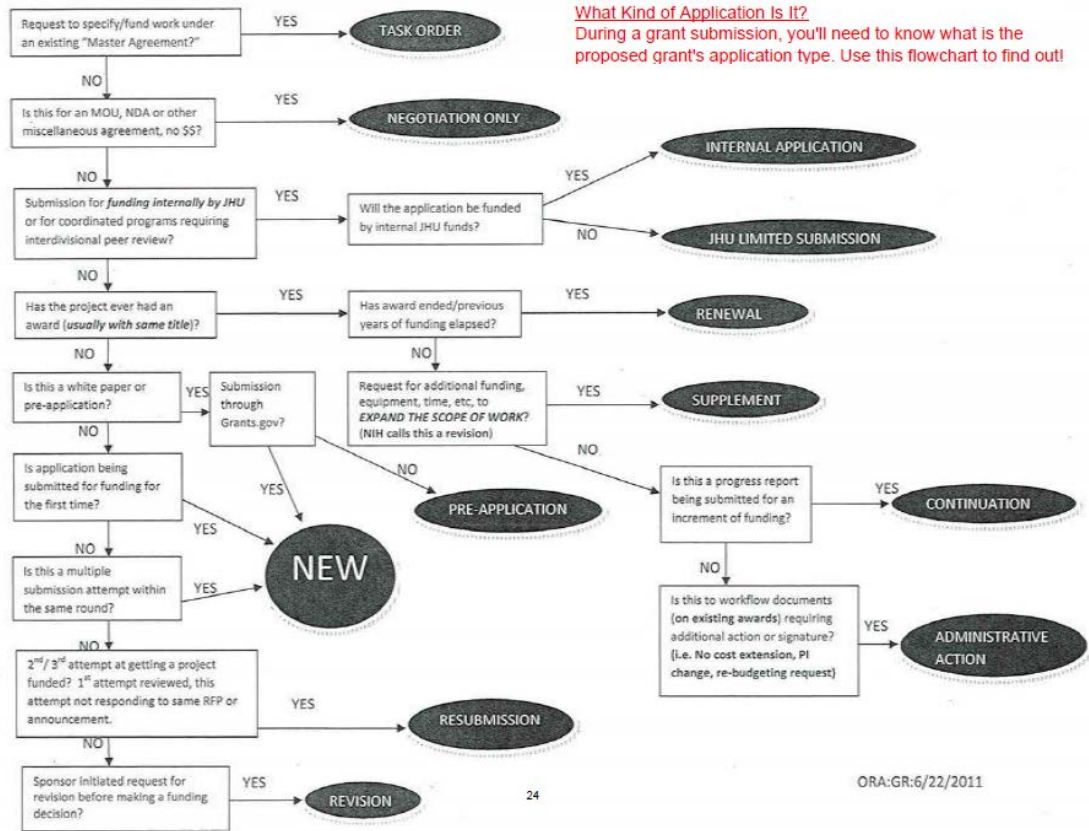 What Kind of Application Is It?
During a grant submission, you'll need to know what is the
proposed grant's application type. Use this flowchart to find out!
Request to specify/fund work under
an existing "Master Agreement?"
YES
TASK ORDER
NO
Is this for an MOU, NDA or other
miscellaneous agreement, no $$?
YES
NEGOTIATION ONLY
NO
Submission for funding internally by JHU
or for coordinated programs requiring
interdivisional peer review?
YES
Will the application be funded
by internal JHU funds?
YES
INTERNAL APPLICATION
NO
JHU LIMITED SUBMISSION
NO
Has the project ever had an
award (usually with same title)?
YES
Has award ended/previous
years of funding elapsed?
YES
RENEWAL
NO
NO
Is this a white paper or
pre-application?
YES
Submission
through
Grants.gov?
Request for additional funding,
equipment, time, etc, to
EXPAND THE SCOPE OF WORK?
(NIH calls this a revision)
YES
SUPPLEMENT
NO
NO
NO
YES
PRE-APPLICATION
Is application being
submitted for funding for
the first time?
YES
NEW
Is this a progress report
being submitted for an
increment of funding?
YES
CONTINUATION
NO
NO
Is this a multiple
submission attempt within
the same round?
YES
Is this to workflow documents
(on existing awards) requiring
additional action or signature?
(i.e. No cost extension, PI
change, re-budgeting request)
YES
ADMINISTRATIVE
ACTION
NO
2nd/ 3rd attempt at getting a project
funded? 1st attempt reviewed, this
attempt not responding to same RFP or
announcement.
YES
RESUBMISSION
NO
Sponsor initiated request for
revision before making a funding
decision?
YES
REVISION
24
ORA:GR:6/22/2011